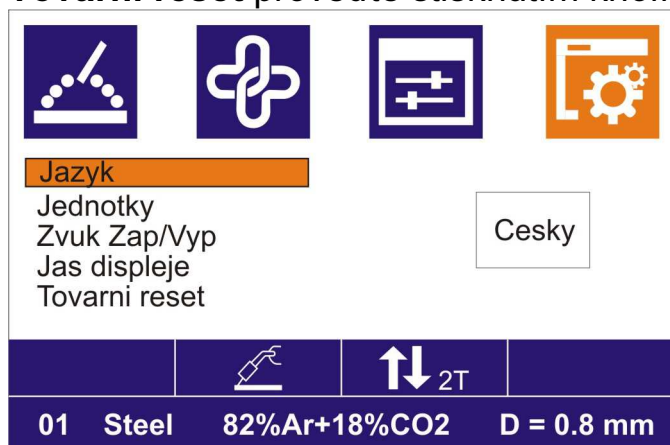 Jazyk
Jednotky
Zvuk Zap/Vyp
Jas displeje
Tovarni reset
Cesky
2T
01 Steel 82%Ar+18%CO2 D = 0.8 mm